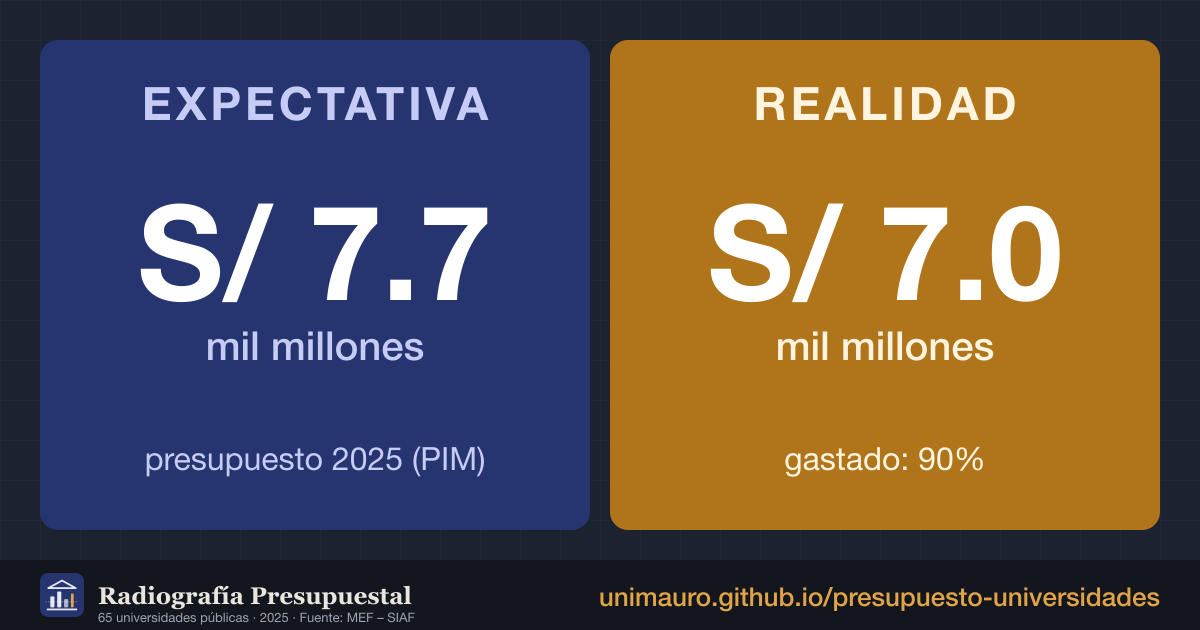 EXPECTATIVA
S/ 7.7
mil millones
presupuesto 2025 (PIM)
REALIDAD
S/ 7.0
mil millones
gastado: 90%
Radiografía Presupuestal
65 universidades públicas · 2025 · Fuente: MEF – SIAF
unimauro.github.io/presupuesto-universidades